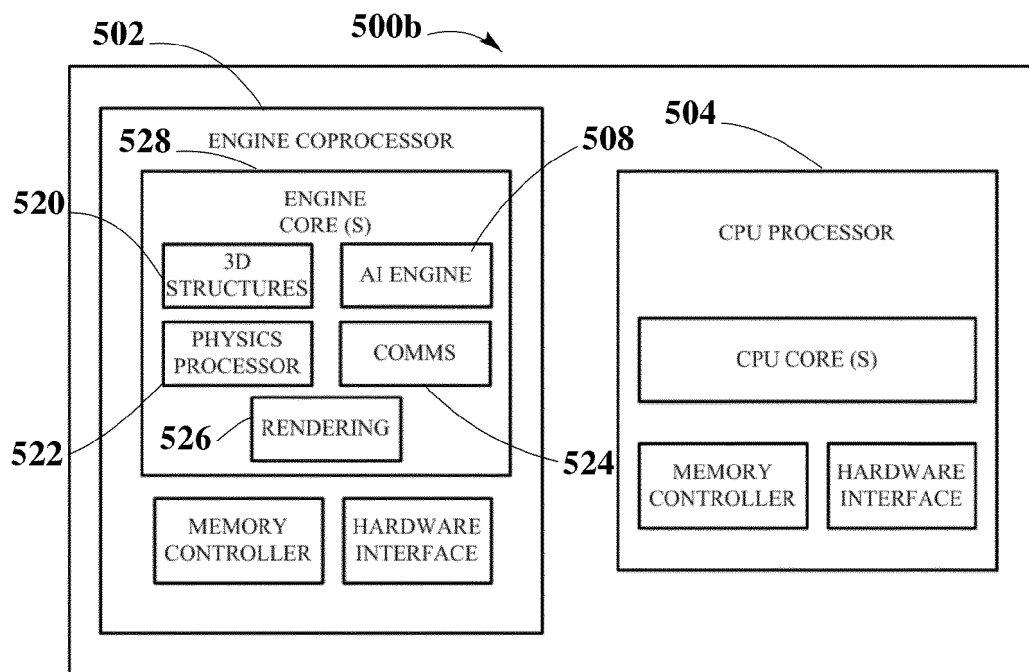 500b
502
ENGINE COPROCESSOR
528
508
504
520
ENGINE
CORE (S)
3D
STRUCTURES
AI ENGINE
PHYSICS
PROCESSOR
COMMS
526
RENDERING
522
524
MEMORY
CONTROLLER
HARDWARE
INTERFACE
CPU PROCESSOR
CPU CORE (S)
MEMORY
CONTROLLER
HARDWARE
INTERFACE